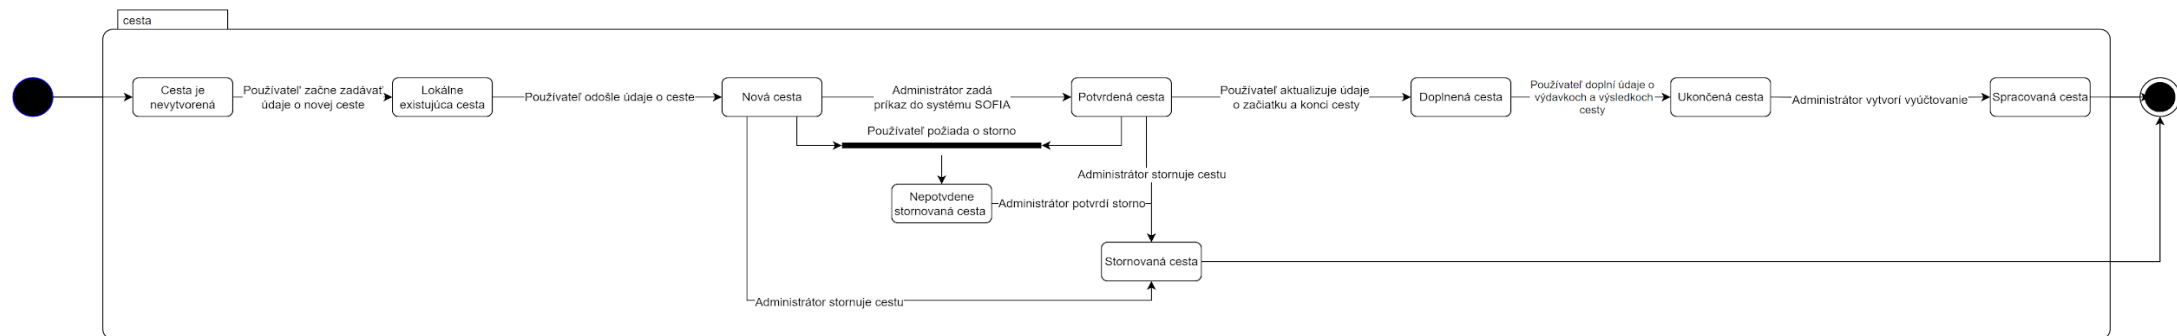 cesta
Cesta je
nevytvorená
Používateľ začne zadávať
údaje o novej ceste
Lokálne
existujúca cesta
Používateľ odošle údaje o ceste
Nová cesta
Administrátor zadá
príkaz do systému SOFIA
Potvrdená cesta
Používateľ aktualizuje údaje
o začiatku a konci cesty
Doplnená cesta
Používateľ doplní údaje o
výdavkoch a výsledkoch
cesty
Ukončená cesta
Administrátor vytvorí vyúčtovanie
Spracovaná cesta
Používateľ požiada o storno
Administrátor stornuje cestu
Nepotvdene
stornovaná cesta
Administrátor potvrdí storno
Stornovaná cesta
Administrátor stornuje cestu